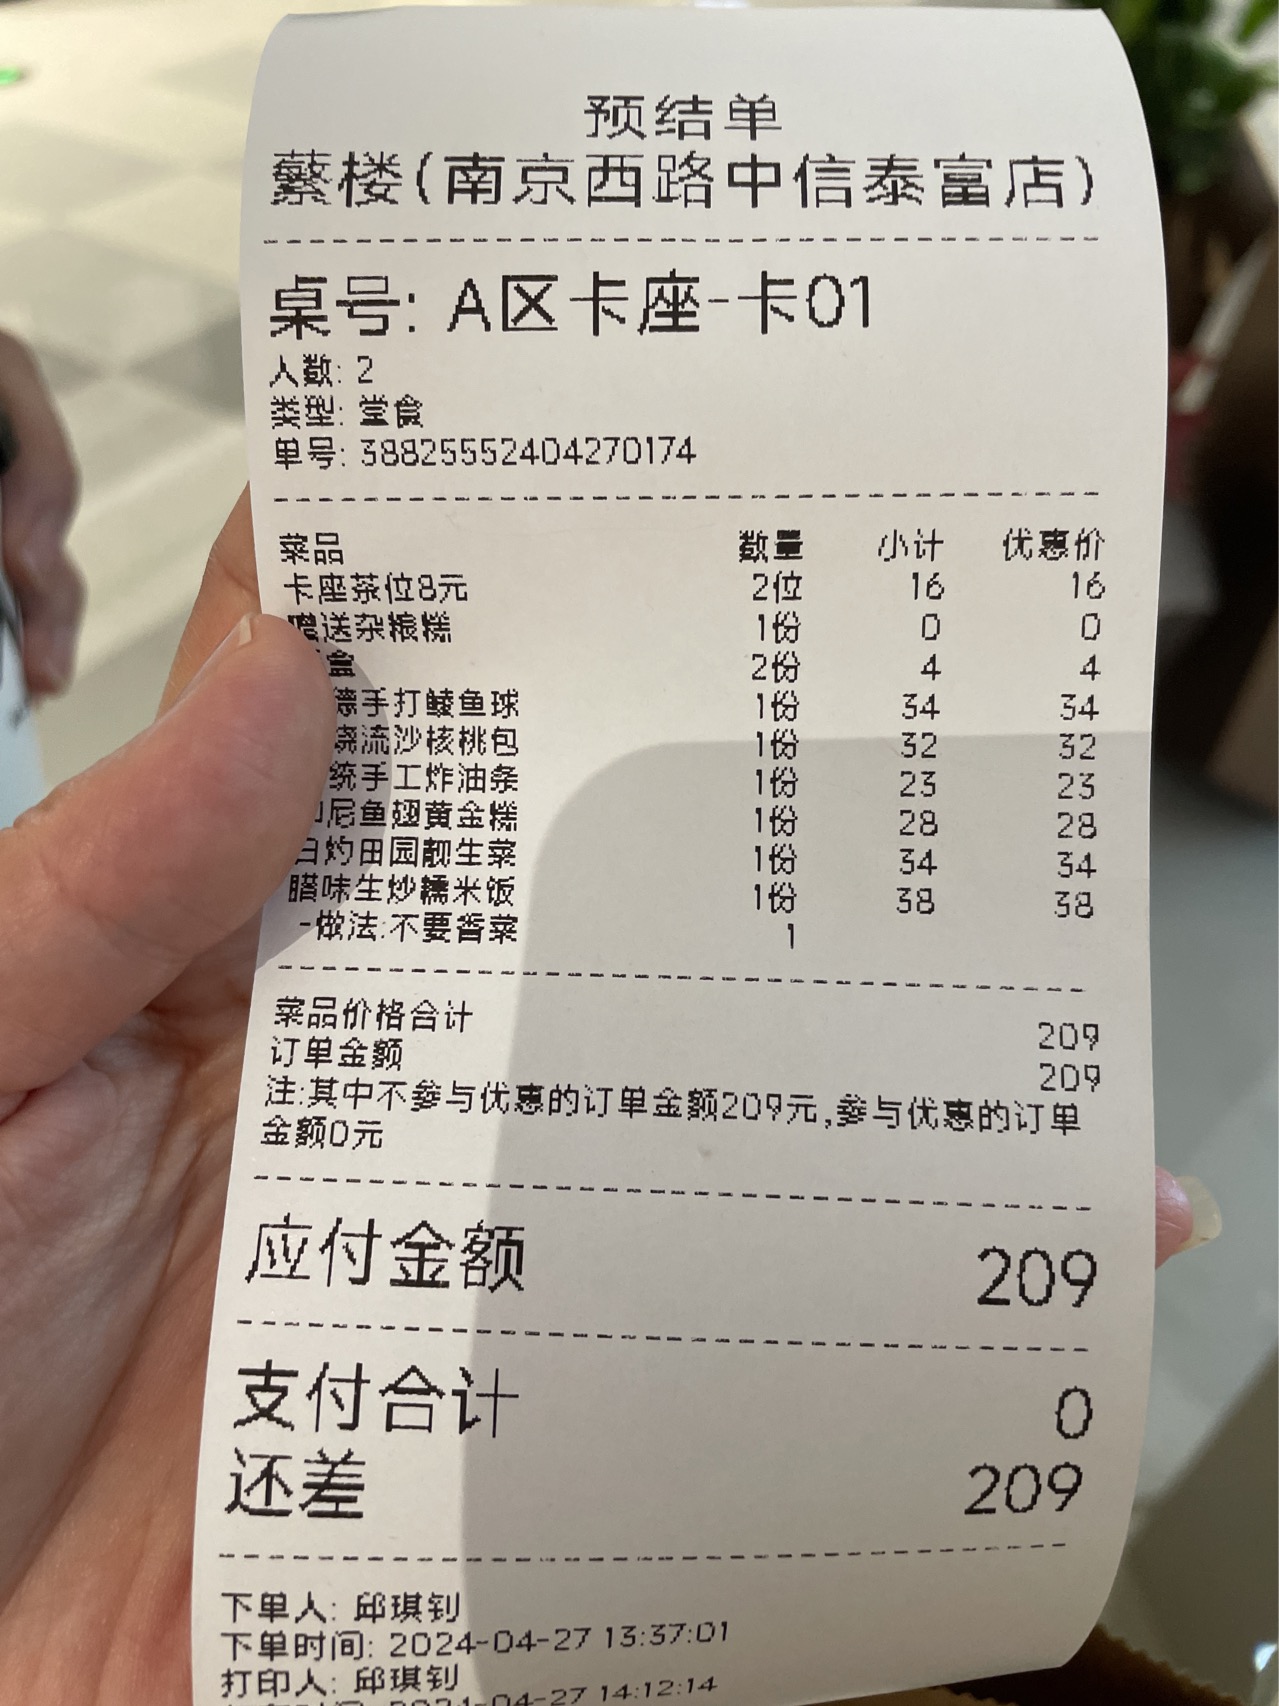 预结单
蘩楼(南京西路中信泰富店)
桌号: A区卡座-卡01
人数: 2
类型: 堂食
单号: 38825552404270174
菜品 数量 小计 优惠价
卡座茶位8元 2位 16 16
赠送杂粮糕 1份 0 0
盒 2份 4 4
德手打鲮鱼球 1份 34 34
烧流沙核桃包 1份 32 32
统手工炸油条 1份 23 23
印尼鱼翅黄金糕 1份 28 28
白灼田园靓生菜 1份 34 34
腊味生炒糯米饭 1份 38 38
-做法:不要香菜 1
菜品价格合计 209
订单金额 209
注:其中不参与优惠的订单金额209元,参与优惠的订单
金额0元
应付金额 209
支付合计 0
还差 209
下单人: 邱琪钊
下单时间: 2024-04-27 13:37:01
打印人: 邱琪钊
2024-04-27 14:12:14